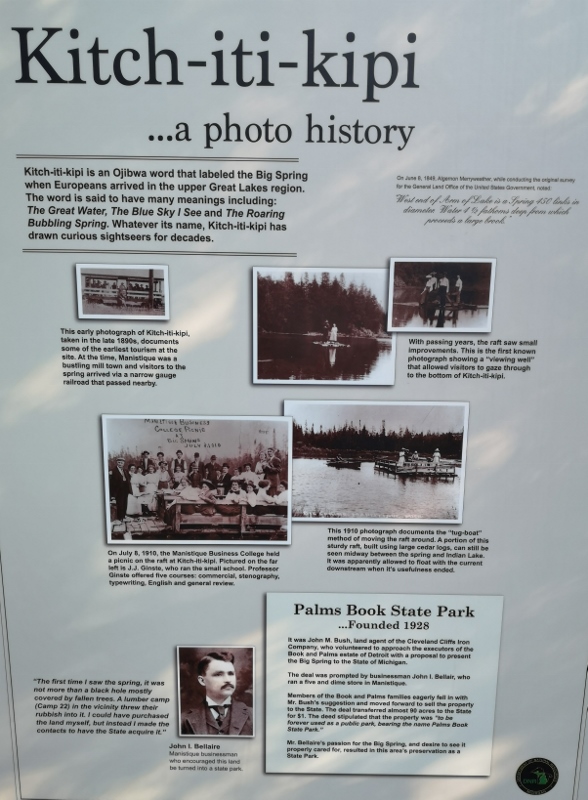 Kitch-iti-kipi
...a photo history
Kitch-iti-kipi is an Ojibwa word that labeled the Big Spring
when Europeans arrived in the upper Great Lakes region.
The word is said to have many meanings including:
The Great Water, The Blue Sky I See and The Roaring
Bubbling Spring. Whatever its name, Kitch-iti-kipi has
drawn curious sightseers for decades.
On June 6, 1849, Algernon Merryweather, while conducting the original survey
for the General Land Office of the United States Government, noted:
"West end of Arm of Lake is a Spring 450 links in
diameter. Water 4 ½ fathoms deep from which
proceeds a large brook."
This early photograph of Kitch-iti-kipi,
taken in the late 1890s, documents
some of the earliest tourism at the
site. At the time, Manistique was a
bustling mill town and visitors to the
spring arrived via a narrow gauge
railroad that passed nearby.
With passing years, the raft saw small
improvements. This is the first known
photograph showing a "viewing well"
that allowed visitors to gaze through
to the bottom of Kitch-iti-kipi.
MANISTIQUE BUSINESS
COLLEGE PICNIC
AT
BIG SPRING
JULY
On July 8, 1910, the Manistique Business College held
a picnic on the raft at Kitch-iti-kipi. Pictured on the far
left is J.J. Ginste, who ran the small school. Professor
Ginste offered five courses: commercial, stenography,
typewriting, English and general review.
This 1910 photograph documents the "tug-boat"
method of moving the raft around. A portion of this
sturdy raft, built using large cedar logs, can still be
seen midway between the spring and Indian Lake.
It was apparently allowed to float with the current
downstream when it's usefulness ended.
Palms Book State Park
...Founded 1928
It was John M. Bush, land agent of the Cleveland Cliffs Iron
Company, who volunteered to approach the executors of the
Book and Palms estate of Detroit with a proposal to present
the Big Spring to the State of Michigan.
The deal was prompted by businessman John I. Bellair, who
ran a five and dime store in Manistique.
Members of the Book and Palms families eagerly fell in with
Mr. Bush's suggestion and moved forward to sell the property
to the State. The deal transferred almost 90 acres to the State
for $1. The deed stipulated that the property was "to be
forever used as a public park, bearing the name Palms Book
State Park."
Mr. Bellaire's passion for the Big Spring, and desire to see it
properly cared for, resulted in this area's preservation as a
State Park.
"The first time I saw the spring, it was
not more than a black hole mostly
covered by fallen trees. A lumber camp
(Camp 22) in the vicinity threw their
rubbish into it. I could have purchased
the land myself, but instead I made the
contacts to have the State acquire it."
John I. Bellaire
Manistique businessman
who encouraged this land
be turned into a state park.